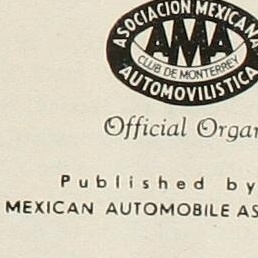 ASOCIACION MEXICANA
AMA
CLUB DE MONTERREY
AUTOMOVILISTICA
Official Organ
Published by
MEXICAN AUTOMOBILE AS